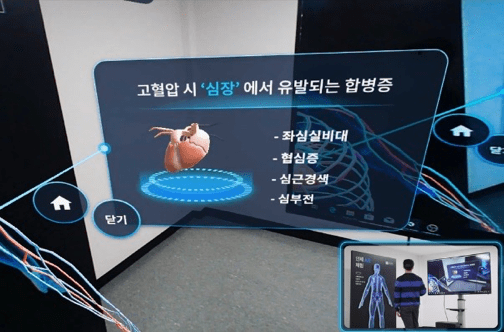 고혈압 시 ‘심장’ 에서 유발되는 합병증
- 좌심실비대
- 협심증
- 심근경색
- 심부전
닫기